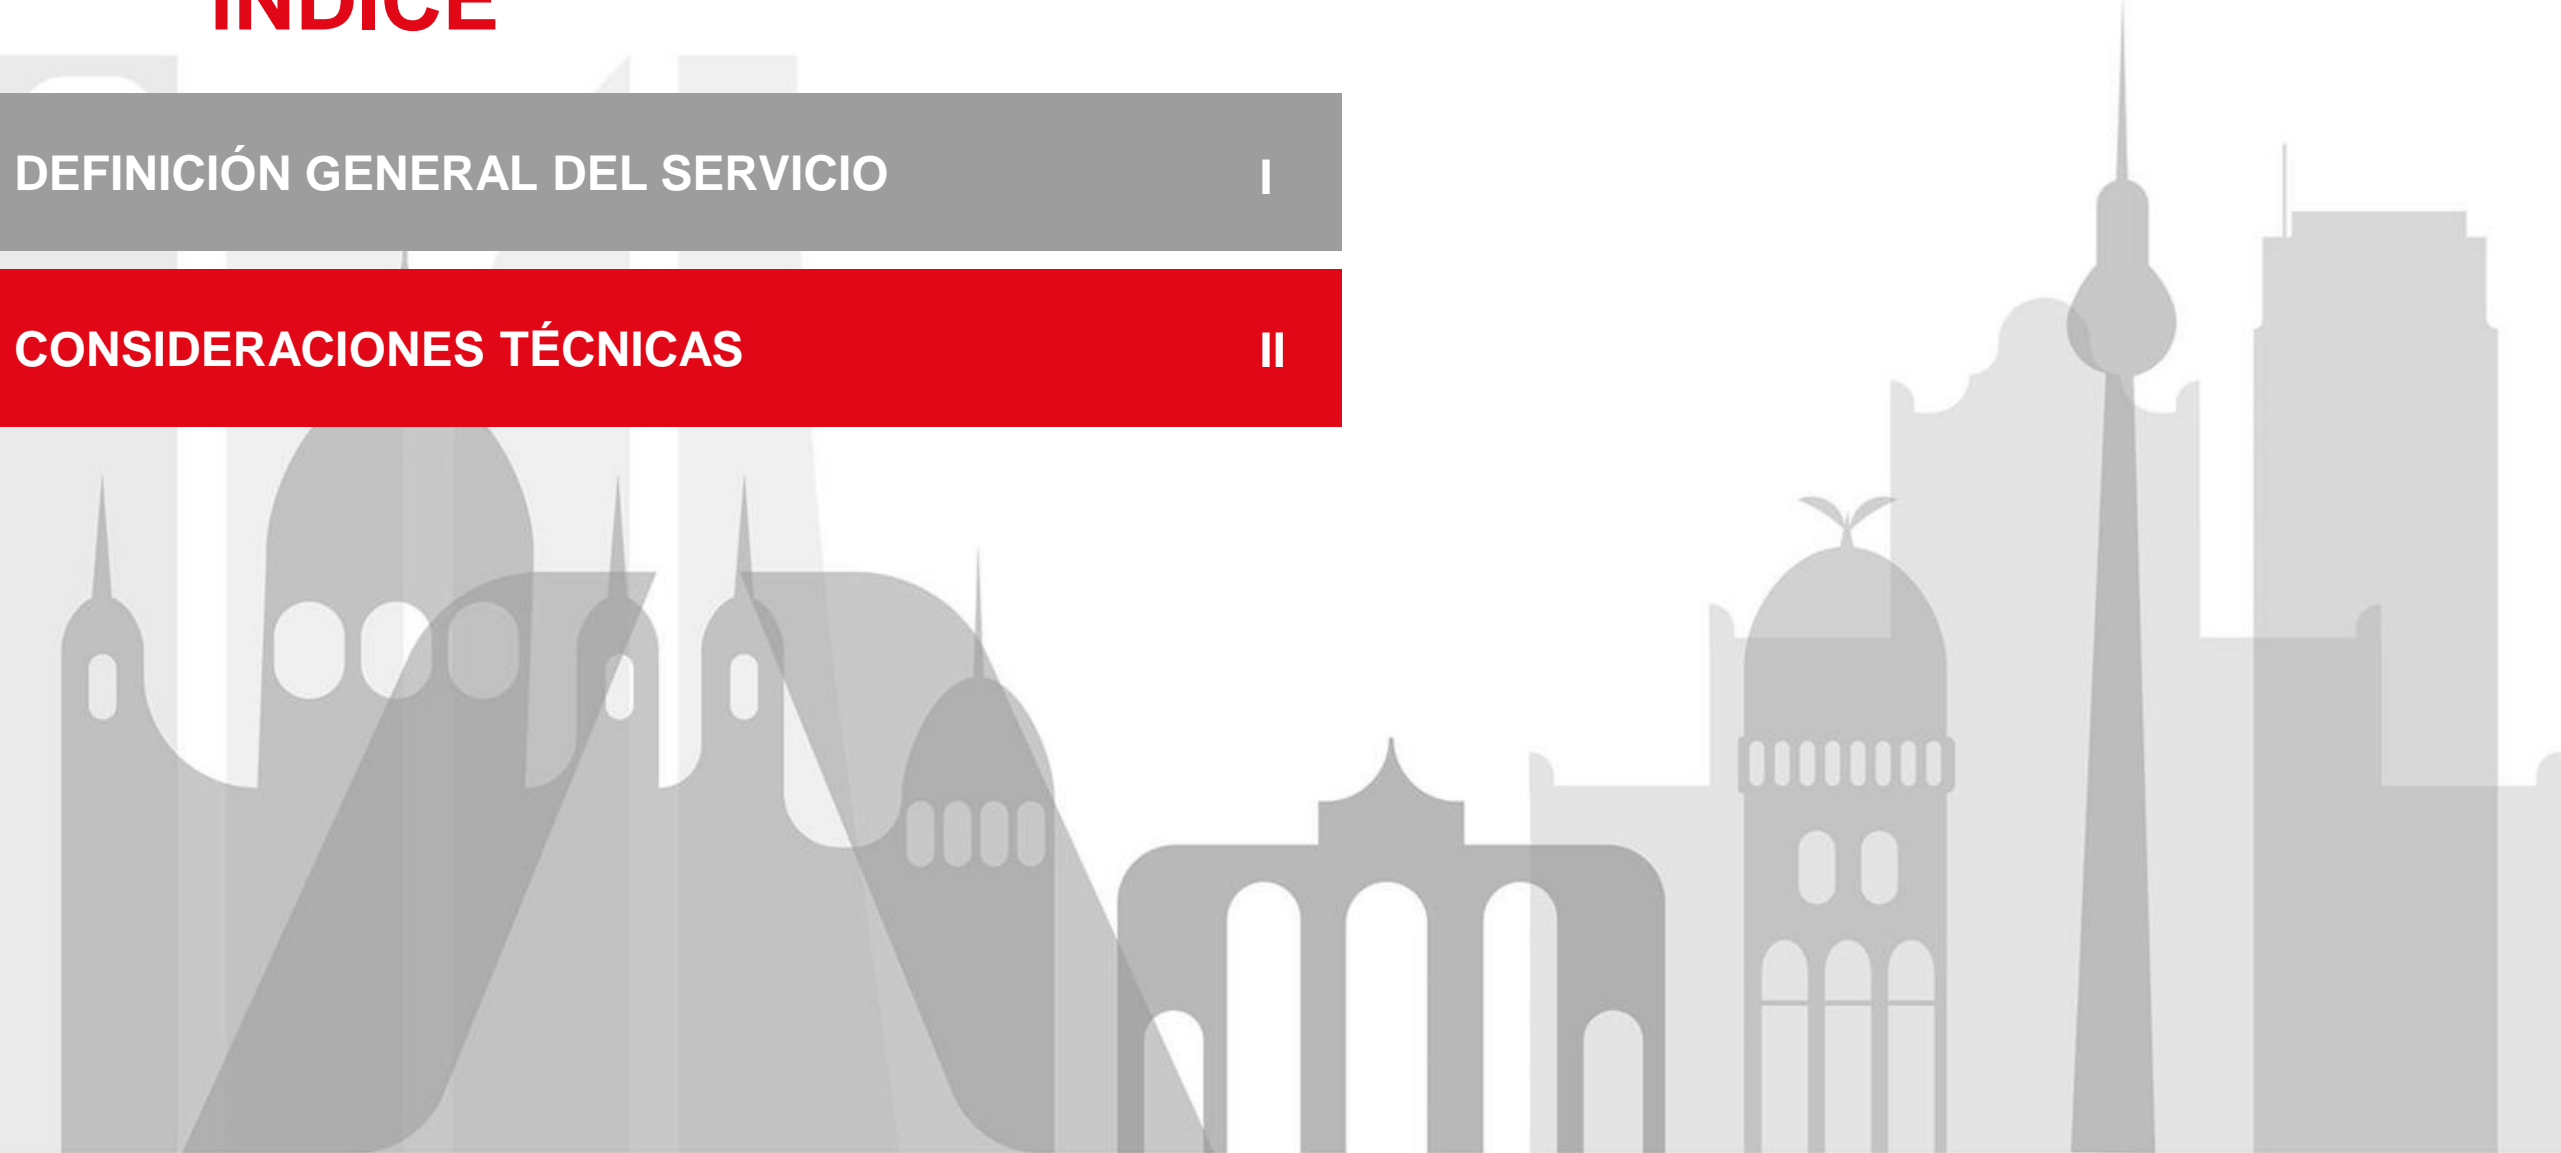 ÍNDICE
DEFINICIÓN GENERAL DEL SERVICIO I
CONSIDERACIONES TÉCNICAS II